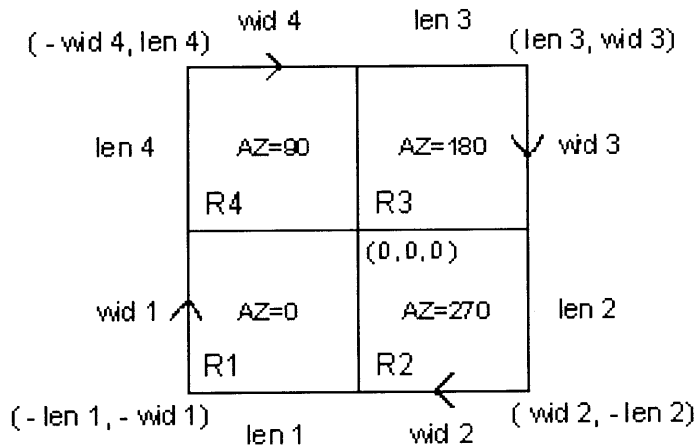 wid 4 len 3
( - wid 4, len 4) (len 3, wid 3)
len 4 AZ=90 AZ=180 wid 3
R4 R3
(0,0,0)
wid 1 AZ=0 AZ=270 len 2
R1 R2
( - len 1, - wid 1) ( wid 2, -len 2)
len 1 wid 2